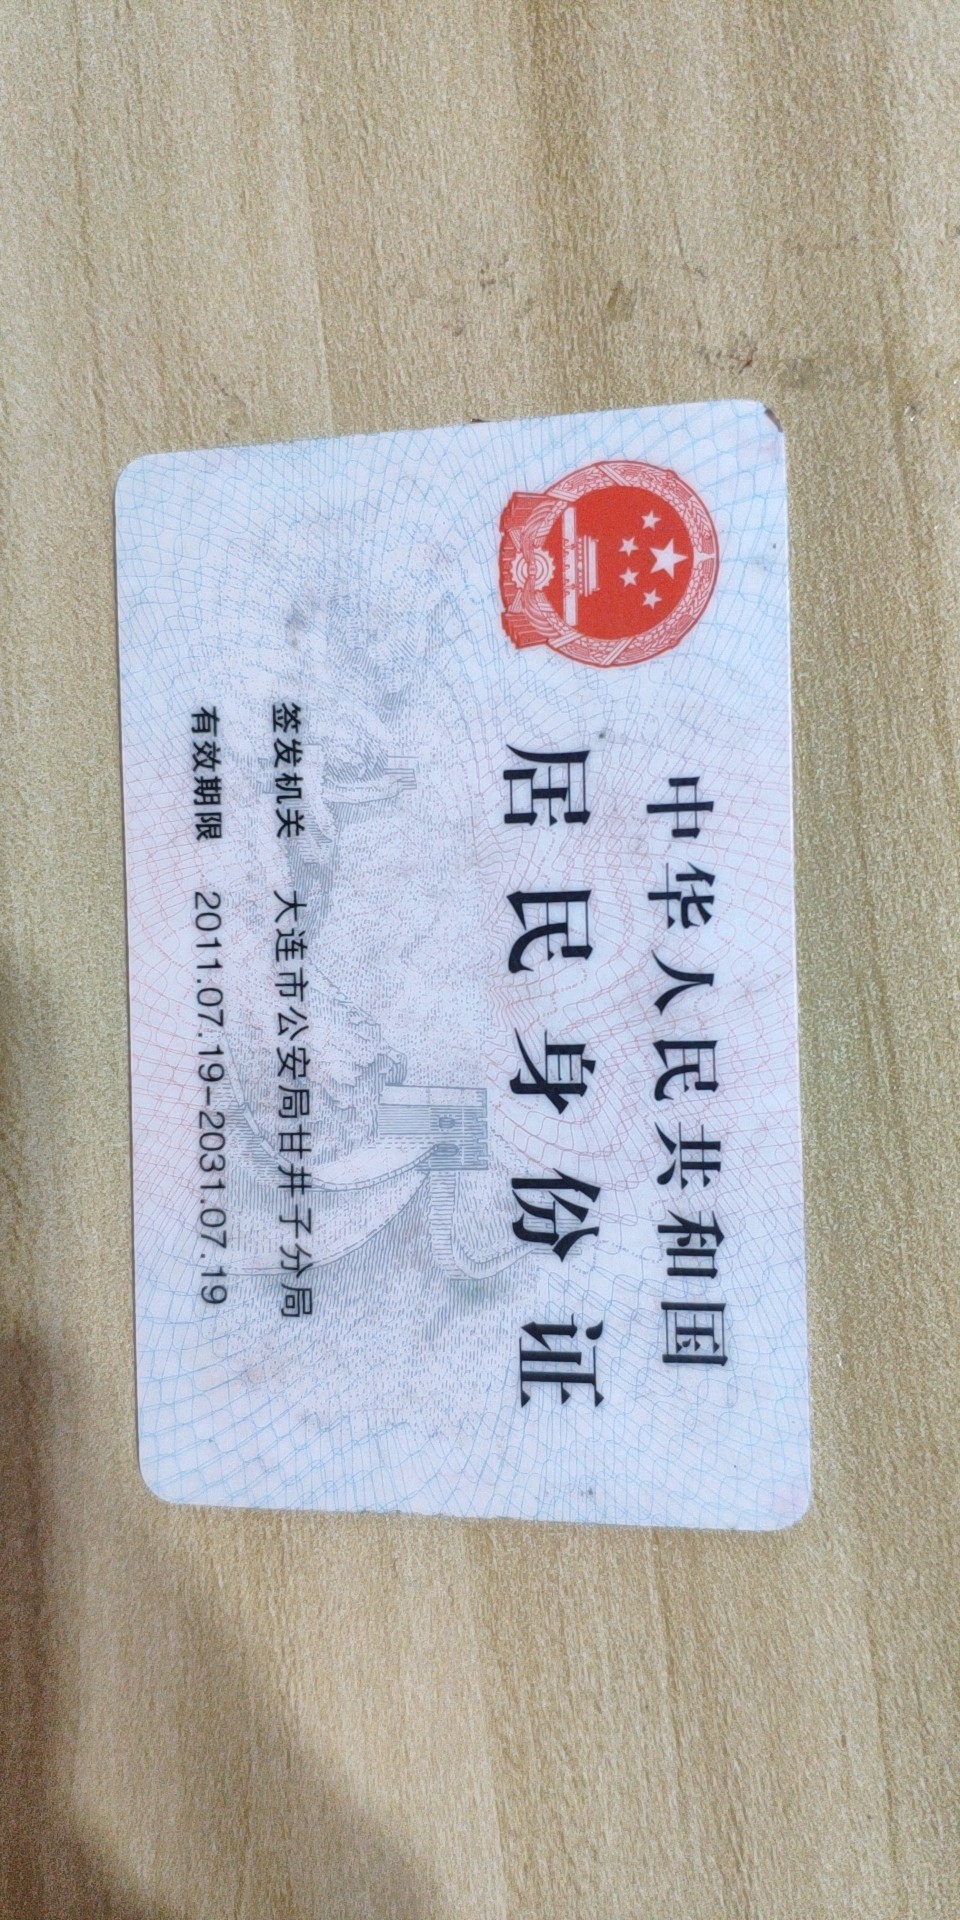 中华人民共和国
居民身份证
签发机关 大连市公安局甘井子分局
有效期限 2011.07.19-2031.07.19